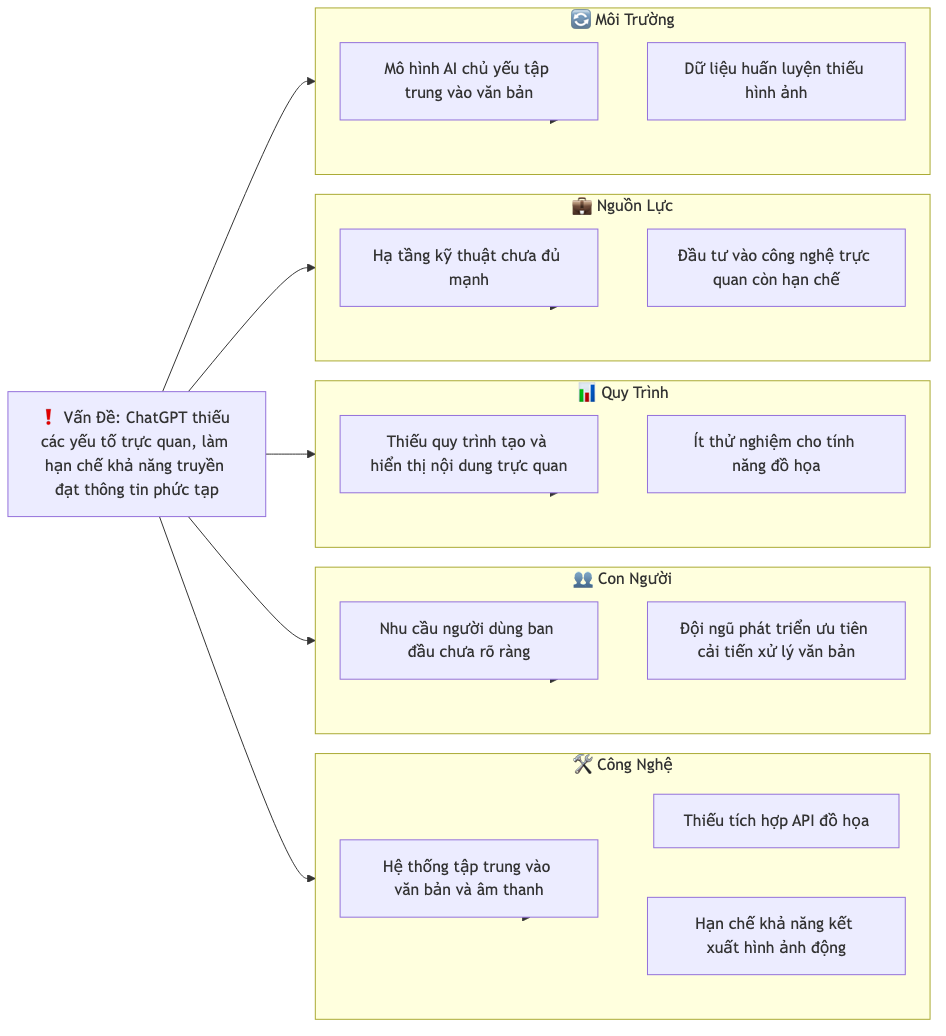 ❗ Vấn Đề: ChatGPT thiếu
các yếu tố trực quan, làm
hạn chế khả năng truyền
đạt thông tin phức tạp
🔄 Môi Trường
Mô hình AI chủ yếu tập
trung vào văn bản
Dữ liệu huấn luyện thiếu
hình ảnh
💼 Nguồn Lực
Hạ tầng kỹ thuật chưa đủ
mạnh
Đầu tư vào công nghệ trực
quan còn hạn chế
📊 Quy Trình
Thiếu quy trình tạo và
hiển thị nội dung trực quan
Ít thử nghiệm cho tính
năng đồ họa
👥 Con Người
Nhu cầu người dùng ban
đầu chưa rõ ràng
Đội ngũ phát triển ưu tiên
cải tiến xử lý văn bản
🛠 Công Nghệ
Hệ thống tập trung vào
văn bản và âm thanh
Thiếu tích hợp API đồ họa
Hạn chế khả năng kết
xuất hình ảnh động